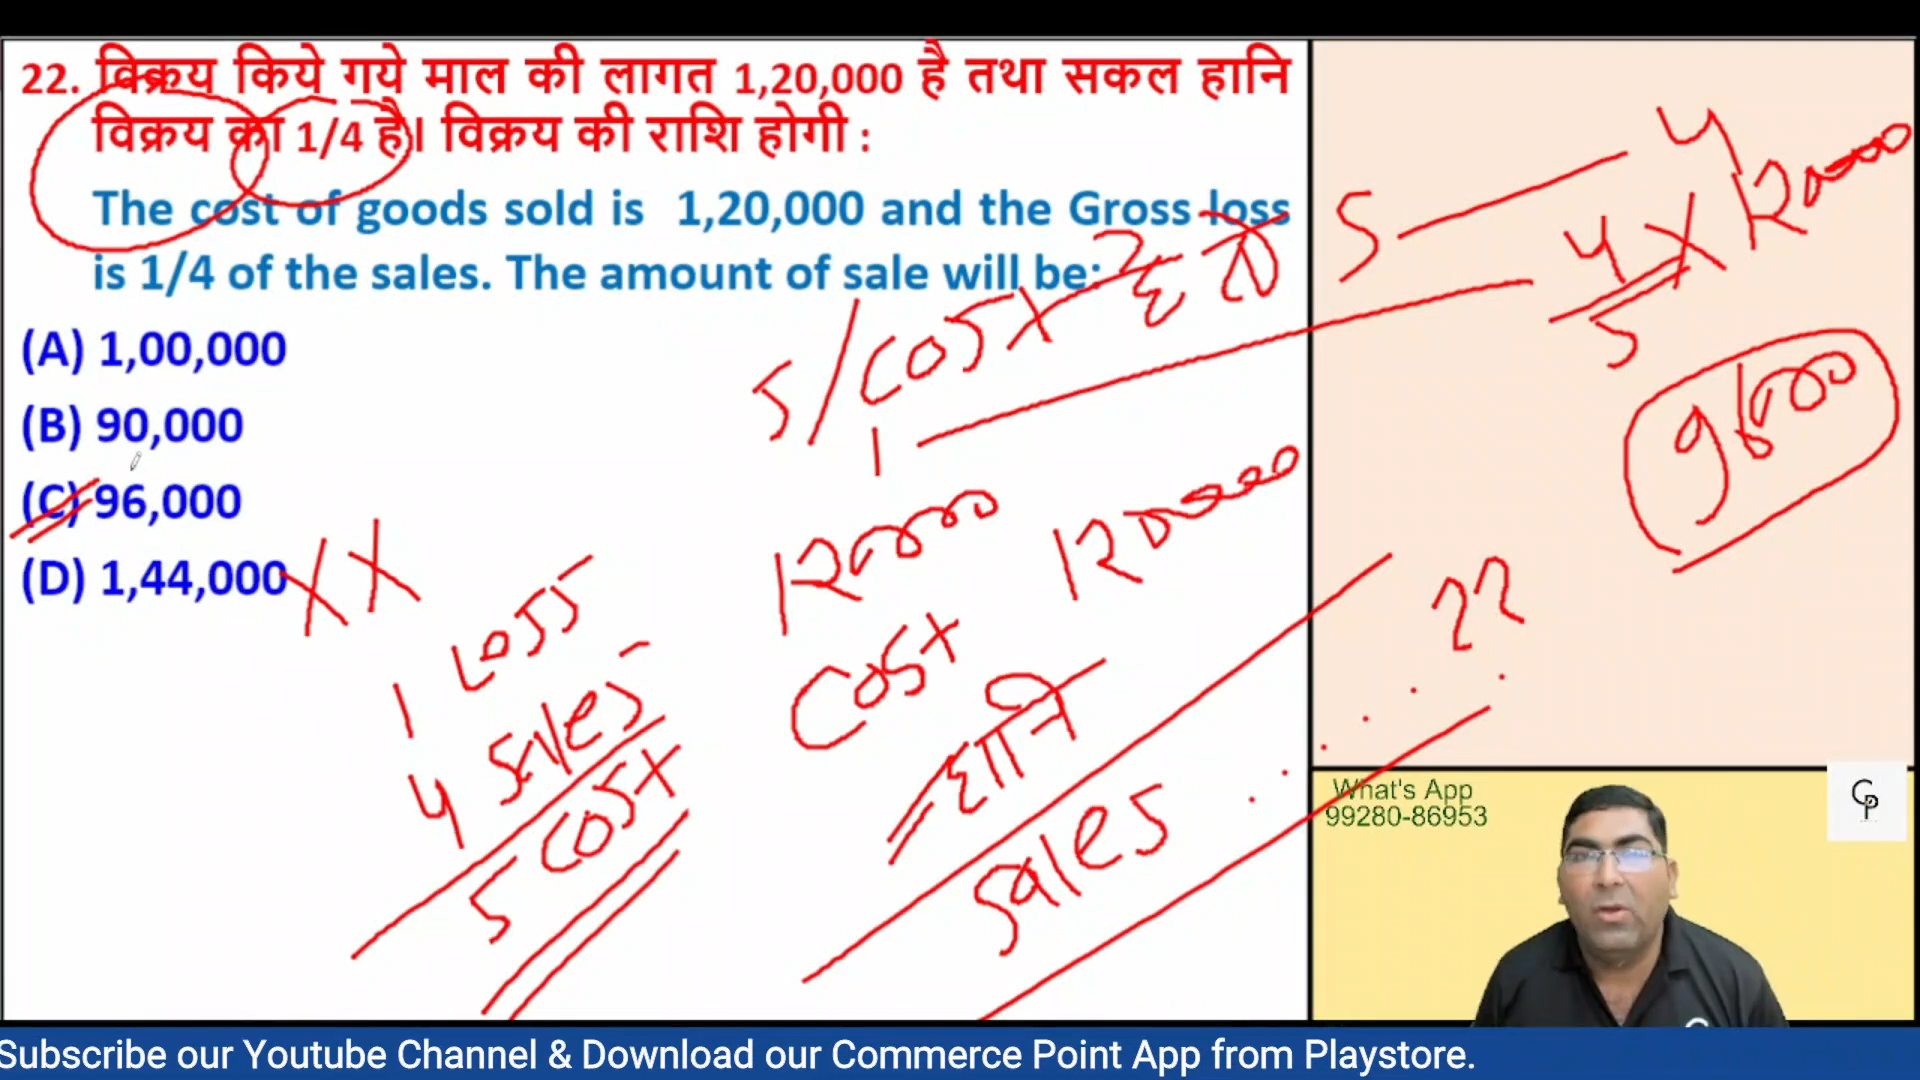 22. विक्रय किये गये माल की लागत 1,20,000 है तथा सकल हानि
विक्रय का 1/4 है। विक्रय की राशि होगी :
The cost of goods sold is 1,20,000 and the Gross loss
is 1/4 of the sales. The amount of sale will be:
(A) 1,00,000
(B) 90,000
(C) 96,000
(D) 1,44,000
XX
5/Cost
1
5
4
4 X 120000
5
96000
120000
120000
Cost
हानि
Sales
??
1 Loss
4 Sales
5 Cost
What's App
99280-86953
CP
Subscribe our Youtube Channel & Download our Commerce Point App from Playstore.